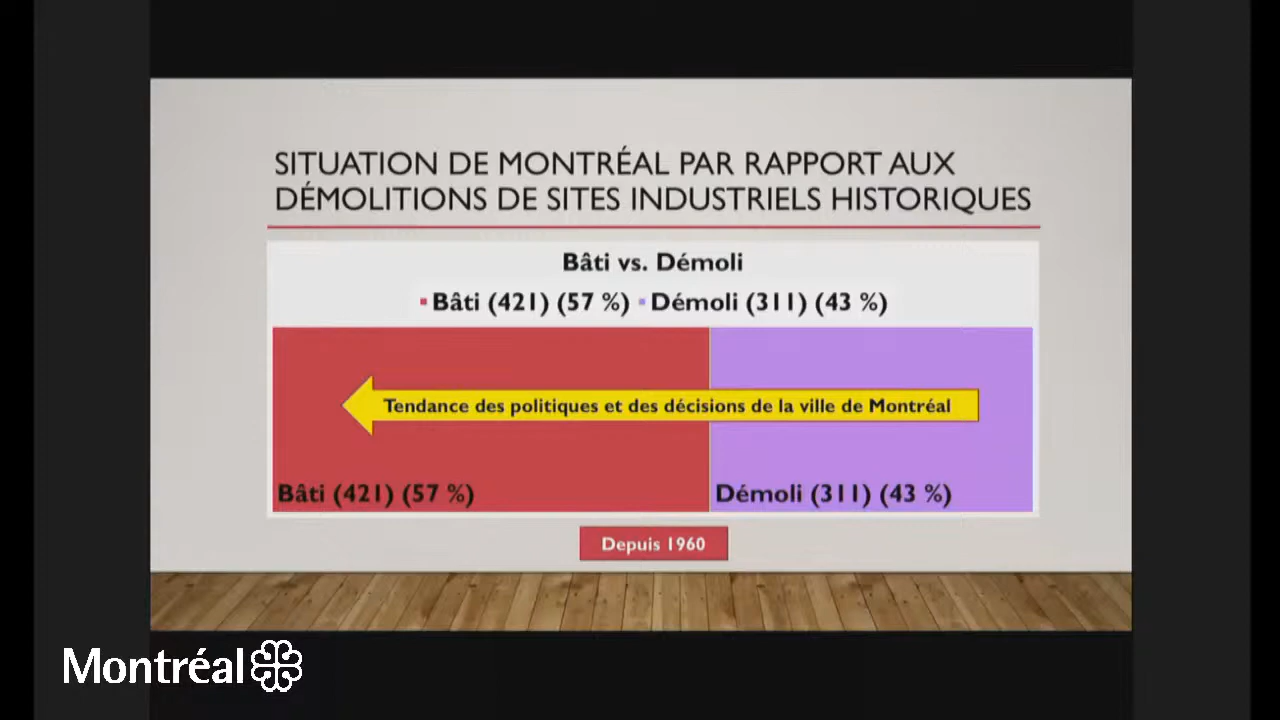 SITUATION DE MONTRÉAL PAR RAPPORT AUX
DÉMOLITIONS DE SITES INDUSTRIELS HISTORIQUES
Bâti vs. Démoli
Bâti (421) (57 %) Démoli (311) (43 %)
Tendance des politiques et des décisions de la ville de Montréal
Bâti (421) (57 %) Démoli (311) (43 %)
Depuis 1960
Montréal